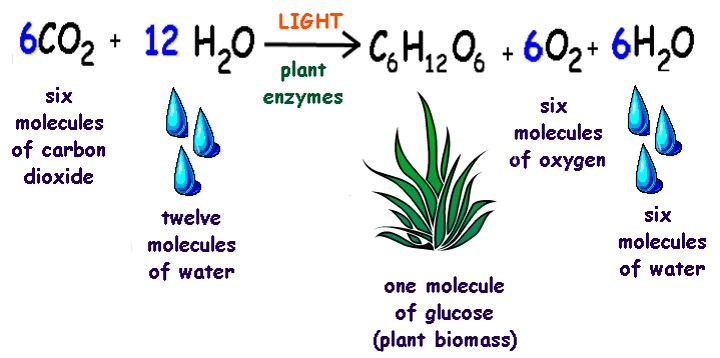 6CO₂ + 12 H₂O LIGHT C₆H₁₂O₆ + 6O₂ + 6H₂O
plant
enzymes
six
molecules
of carbon
dioxide
twelve
molecules
of water
one molecule
of glucose
(plant biomass)
six
molecules
of oxygen
six
molecules
of water